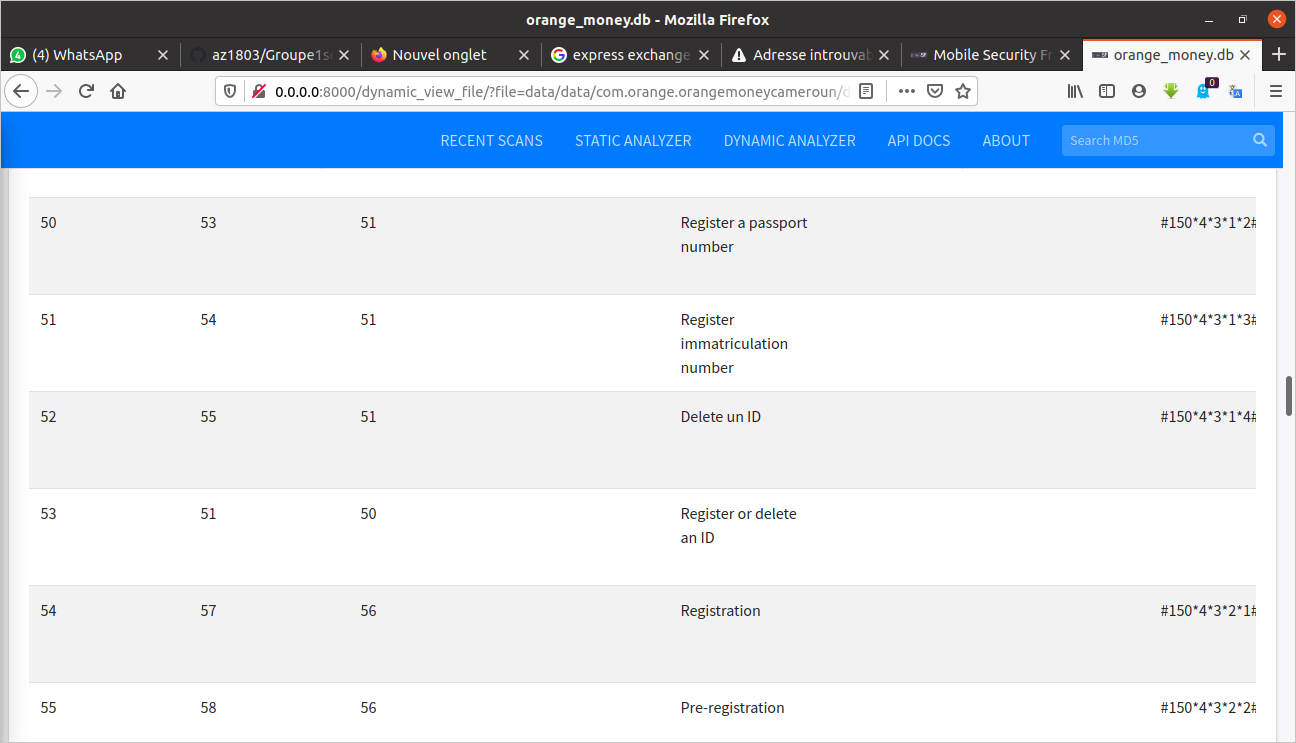 orange_money.db - Mozilla Firefox
(4) WhatsApp
az1803/Groupe1s
Nouvel onglet
express exchange
Adresse introuvab
Mobile Security Fr
orange_money.db
0.0.0.0:8000/dynamic_view_file/?file=data/data/com.orange.orangemoneycameroun/d
0
RECENT SCANS STATIC ANALYZER DYNAMIC ANALYZER API DOCS ABOUT Search MD5
50 53 51 Register a passport #150*4*3*1*2#
number
51 54 51 Register #150*4*3*1*3#
immatriculation
number
52 55 51 Delete un ID #150*4*3*1*4#
53 51 50 Register or delete
an ID
54 57 56 Registration #150*4*3*2*1#
55 58 56 Pre-registration #150*4*3*2*2#